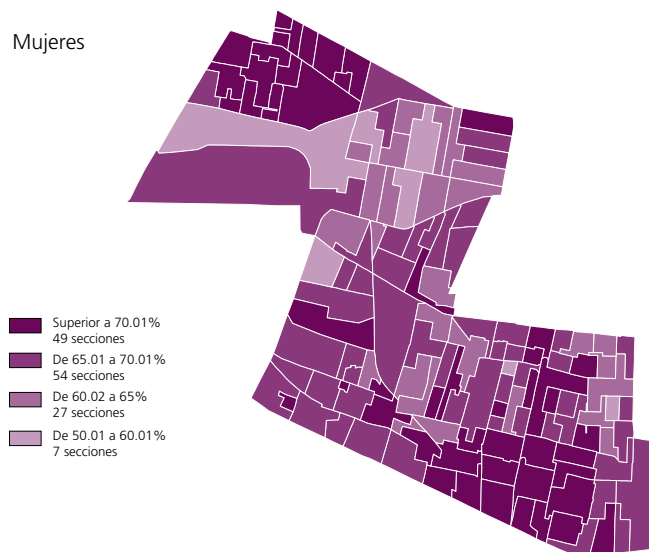 Mujeres
Superior a 70.01%
49 secciones
De 65.01 a 70.01%
54 secciones
De 60.02 a 65%
27 secciones
De 50.01 a 60.01%
7 secciones